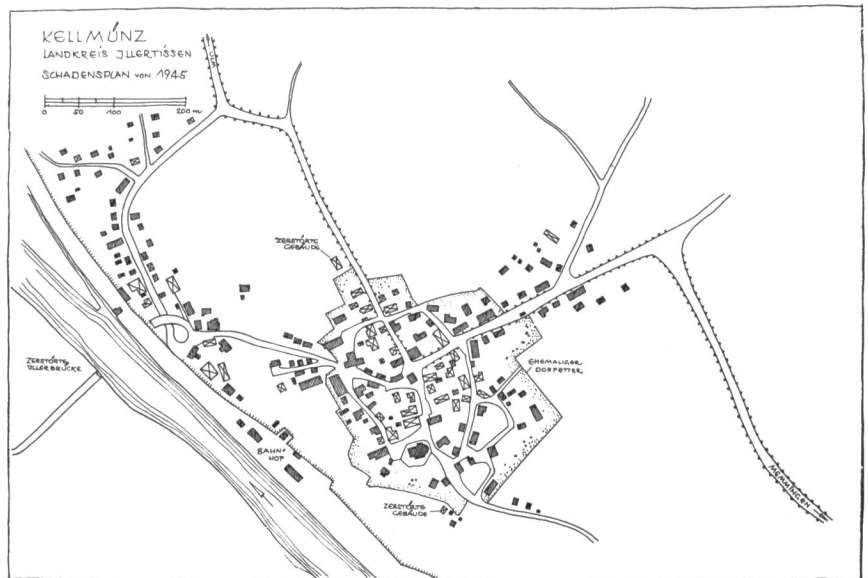 KELLMÜNZ
LANDKREIS JLLERTISSEN
SCHADENSPLAN VON 1945
0 50 100 200 m
ULM
ZERSTÖRTE
GEBÄUDE
ZERSTÖRTE
JLLERBRÜCKE
EHEMALIGER
DORFETTER
BAHN-
HOF
MEMMINGEN
ZERSTÖRTE
GEBÄUDE